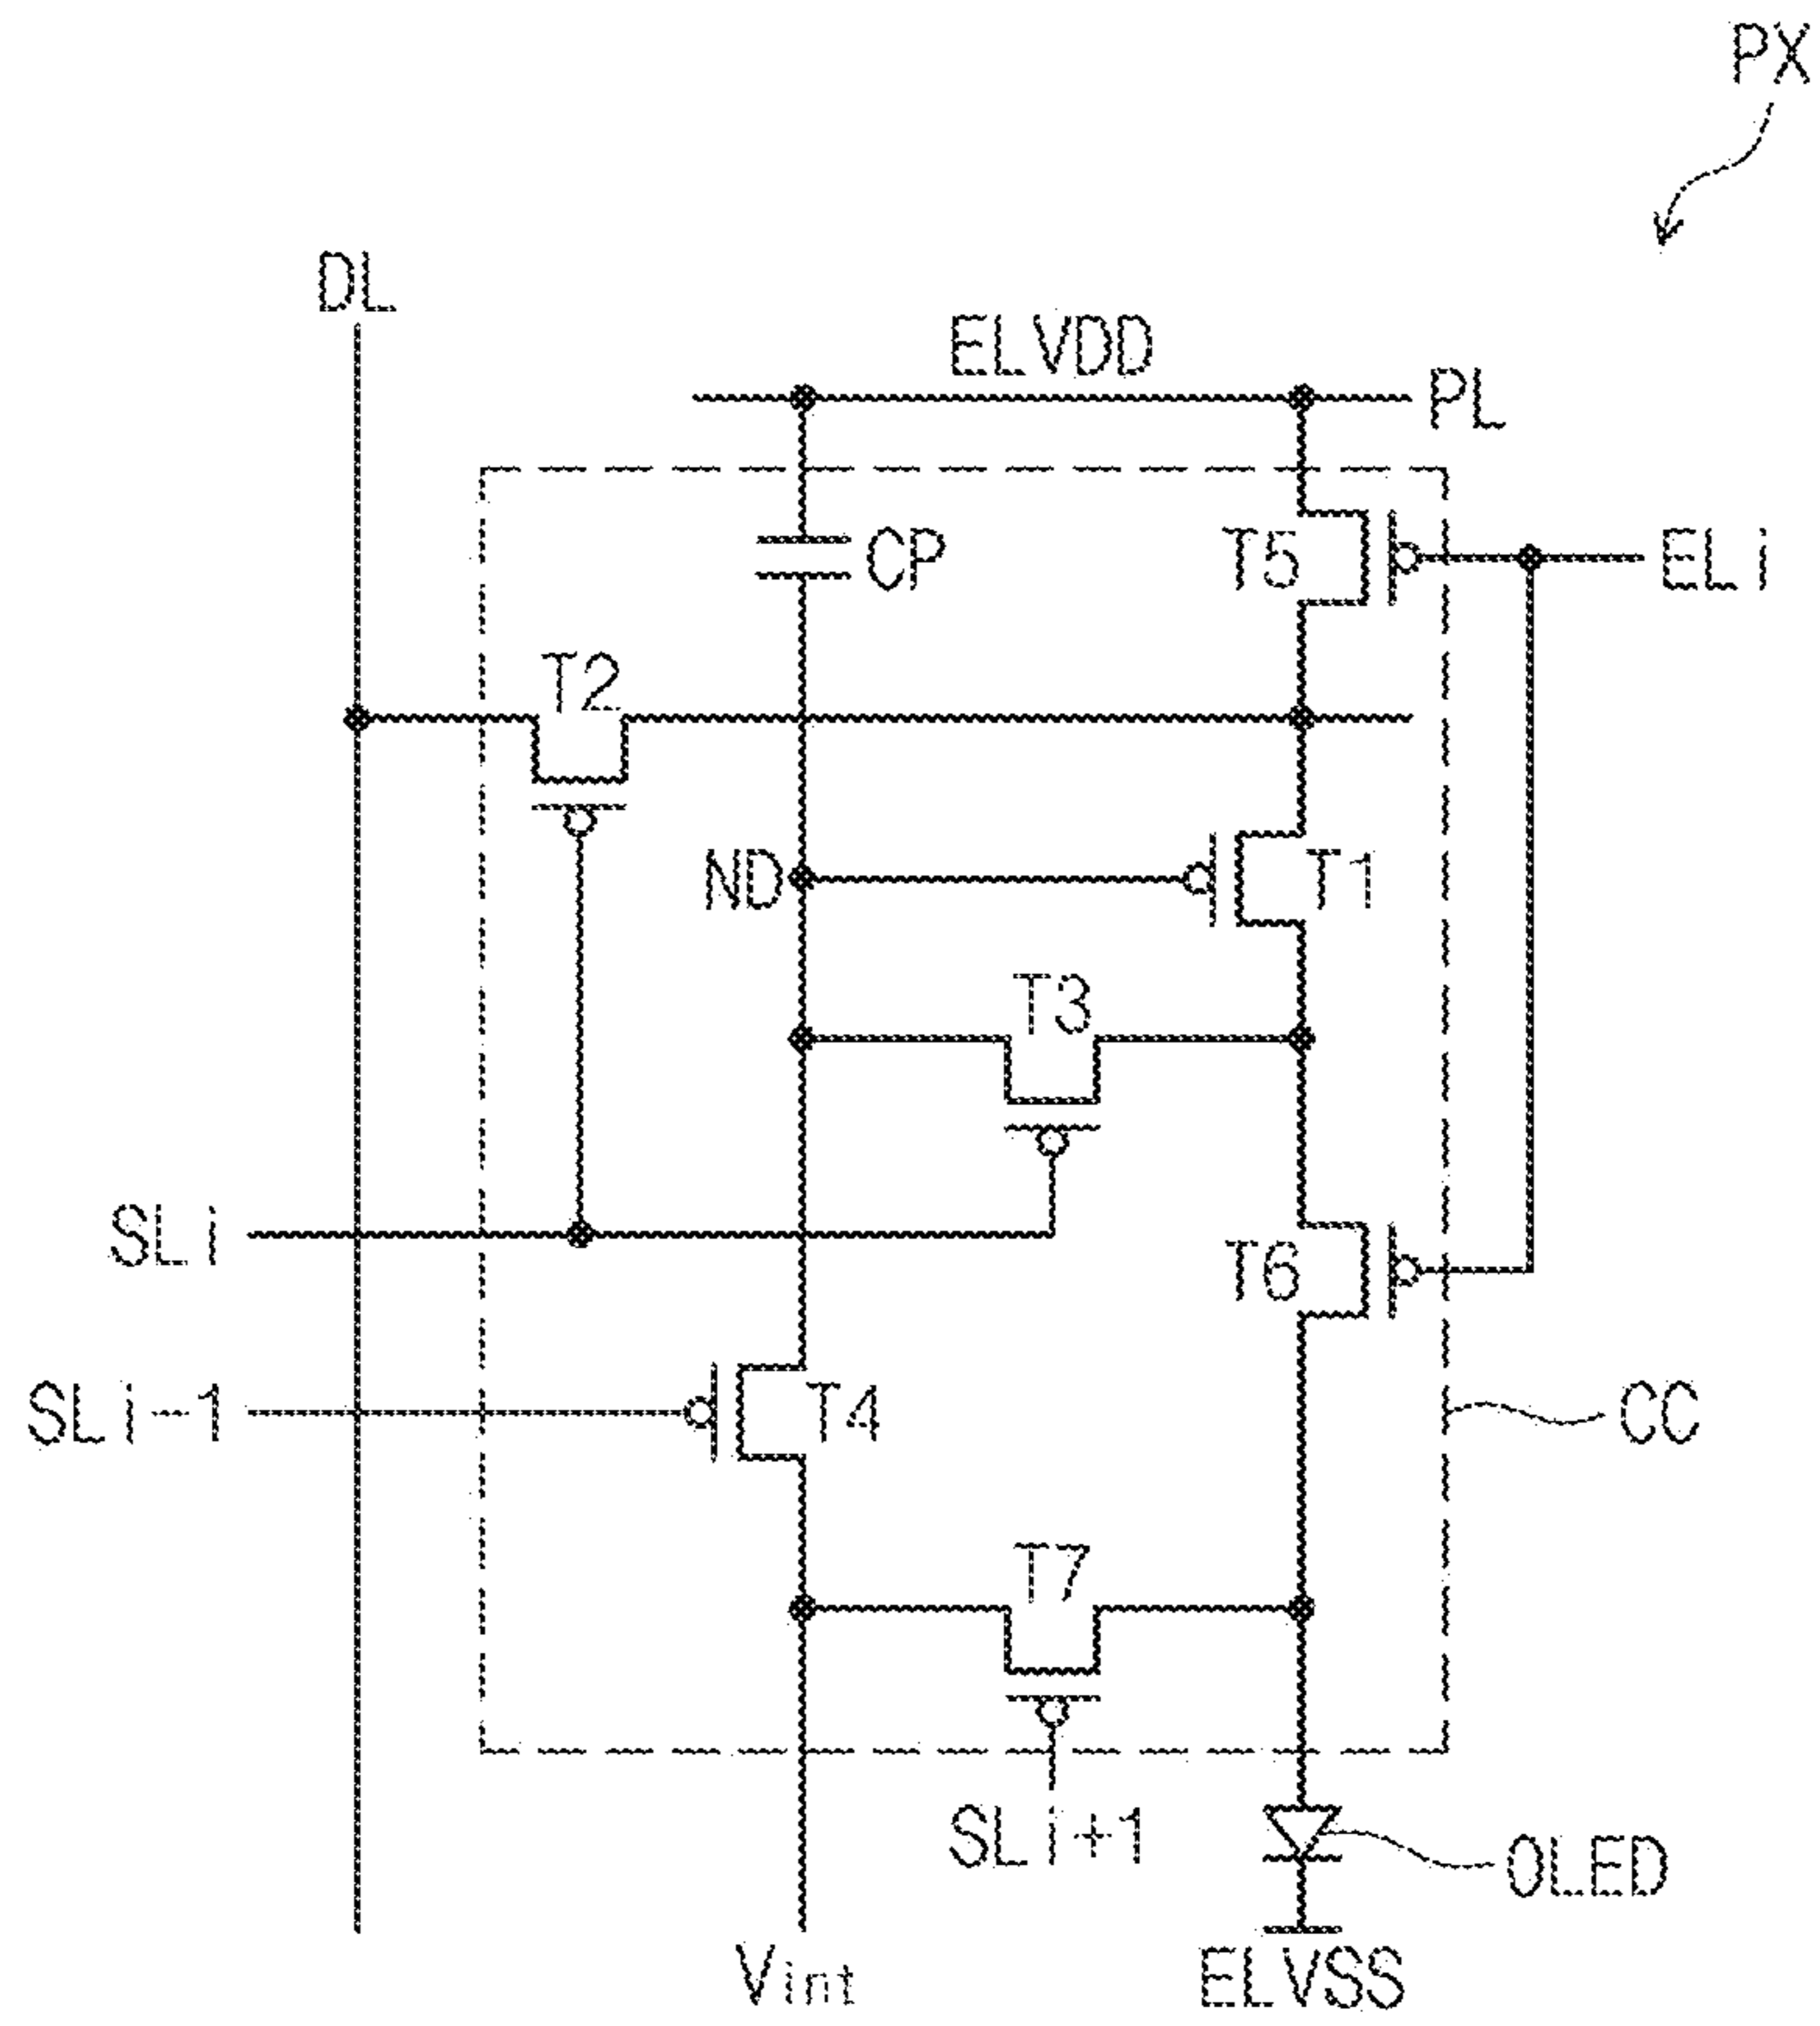 PX
DL
ELVDD
PL
CP
T5
ELi
T2
ND
T1
T3
SLi
T6
SLi-1
T4
CC
T7
SLi+1
OLED
Vint
ELVSS